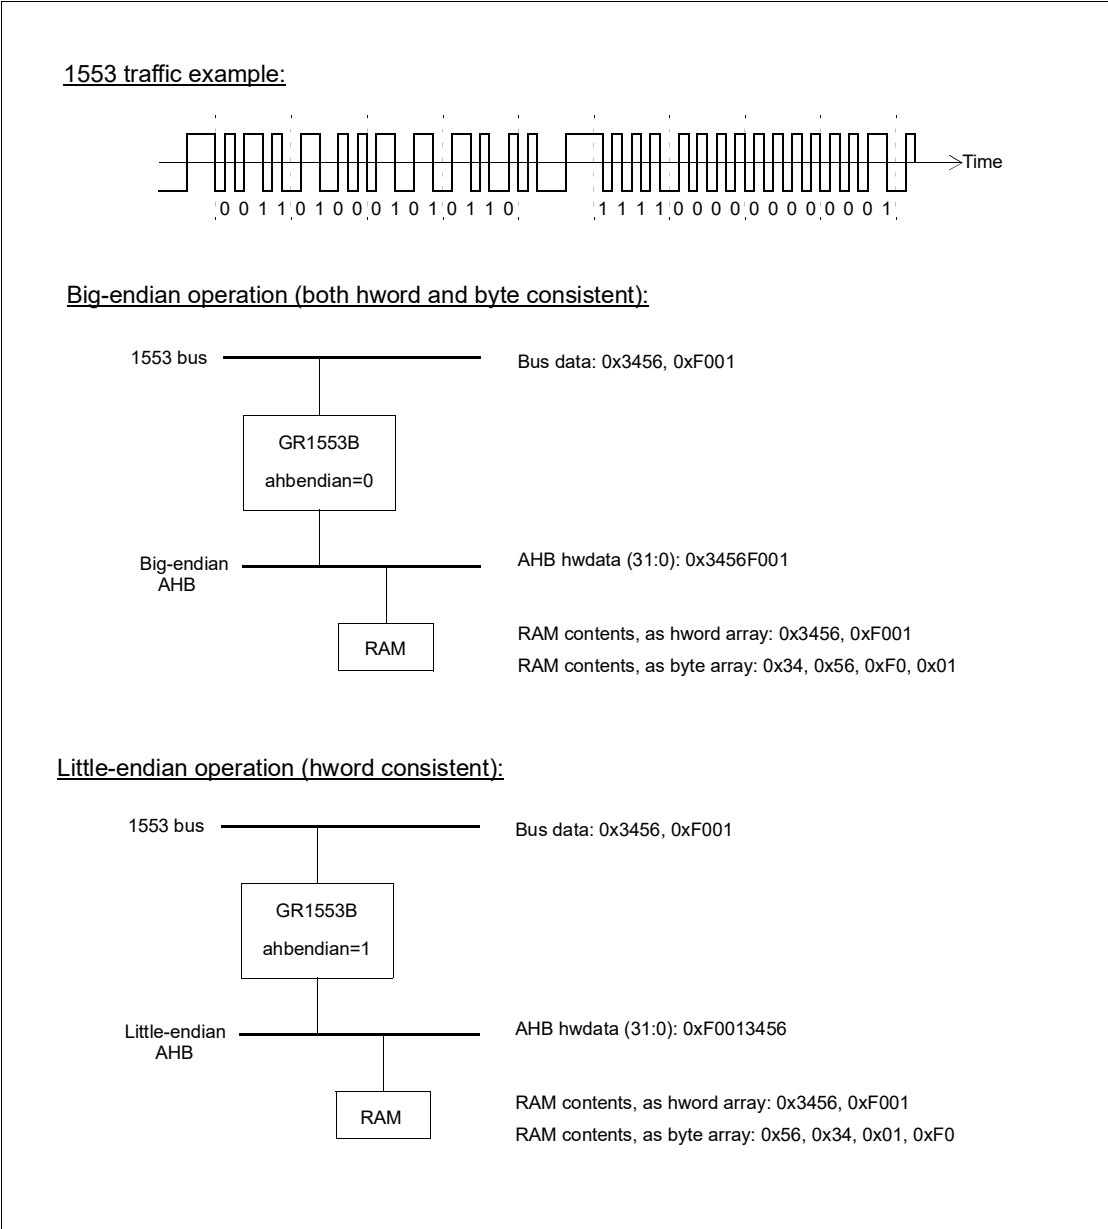 1553 traffic example:
Time
0 0 1 1 0 1 0 0 0 1 0 1 0 1 1 0 1 1 1 1 0 0 0 0 0 0 0 0 0 0 0 1
Big-endian operation (both hword and byte consistent):
1553 bus
Bus data: 0x3456, 0xF001
GR1553B
ahbendian=0
Big-endian
AHB
AHB hwdata (31:0): 0x3456F001
RAM
RAM contents, as hword array: 0x3456, 0xF001
RAM contents, as byte array: 0x34, 0x56, 0xF0, 0x01
Little-endian operation (hword consistent):
1553 bus
Bus data: 0x3456, 0xF001
GR1553B
ahbendian=1
Little-endian
AHB
AHB hwdata (31:0): 0xF0013456
RAM
RAM contents, as hword array: 0x3456, 0xF001
RAM contents, as byte array: 0x56, 0x34, 0x01, 0xF0